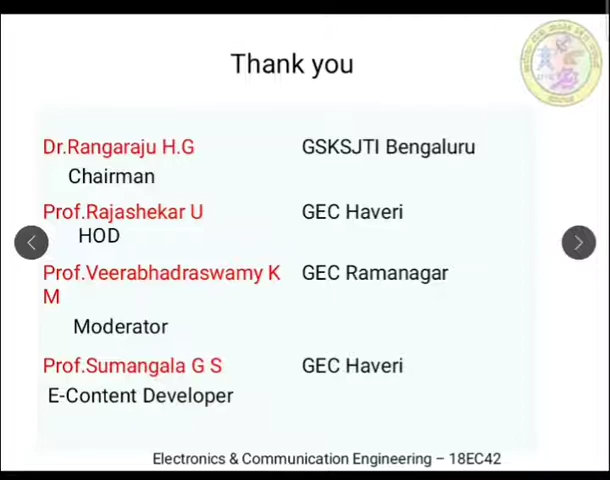 Thank you
Dr.Rangaraju H.G GSKSJTI Bengaluru
Chairman
Prof.Rajashekar U GEC Haveri
HOD
Prof.Veerabhadraswamy K GEC Ramanagar
M
Moderator
Prof.Sumangala G S GEC Haveri
E-Content Developer
Electronics & Communication Engineering – 18EC42